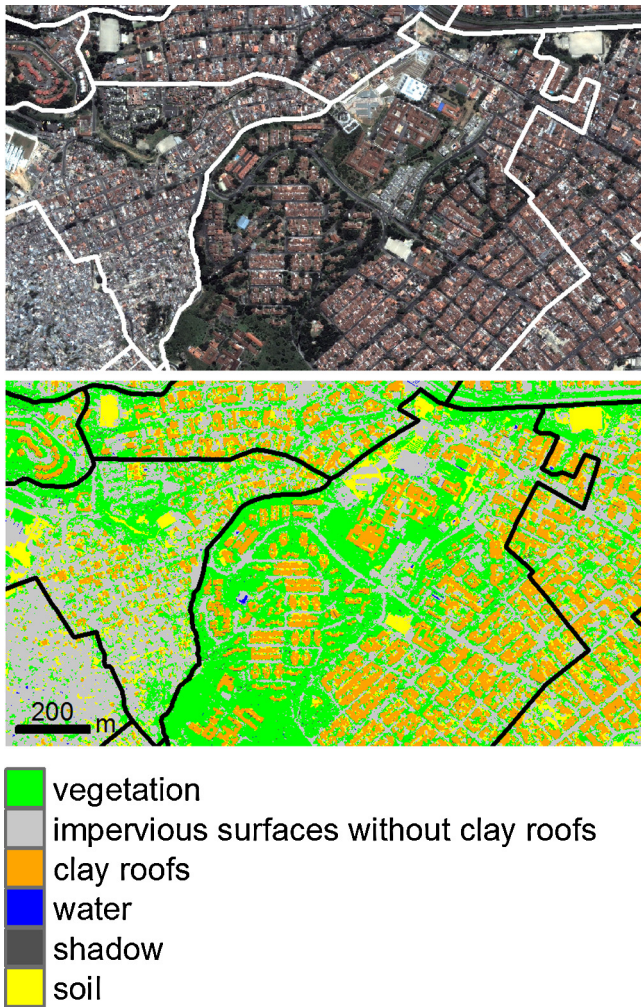 200
m
vegetation
impervious surfaces without clay roofs
clay roofs
water
shadow
soil